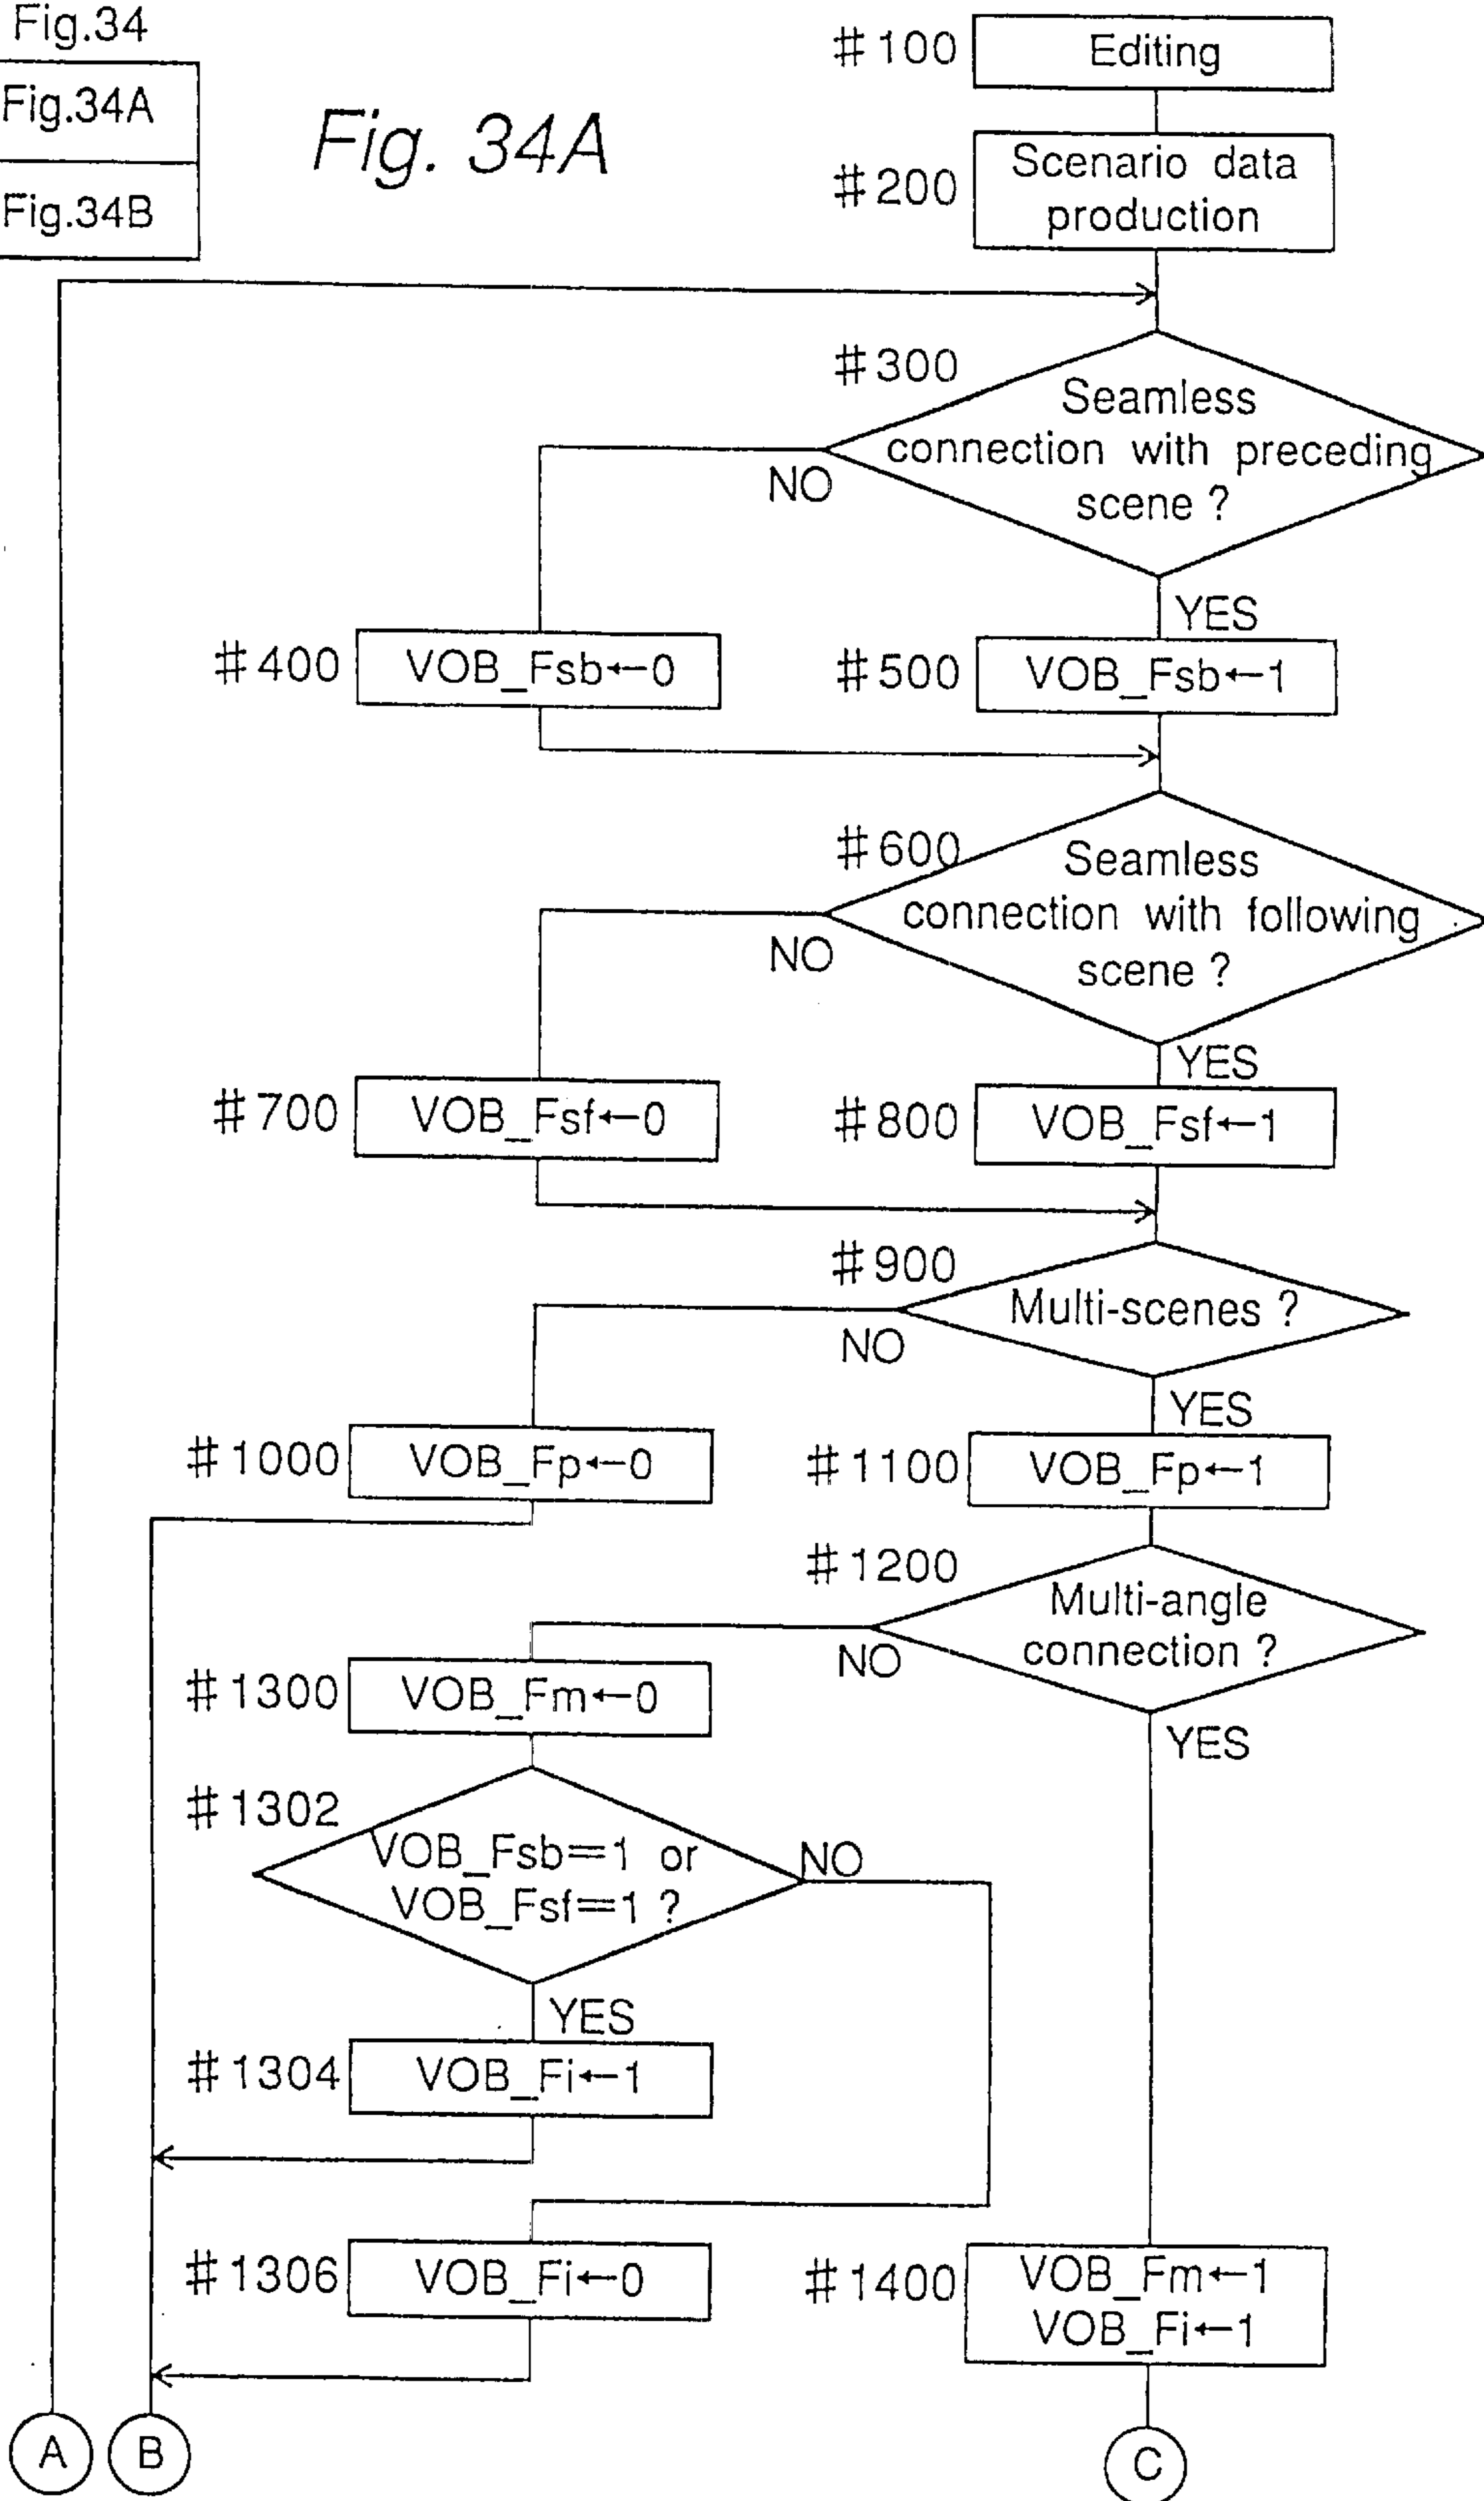 Fig.34
Fig.34A
Fig.34B
Fig. 34A
#100
Editing
#200
Scenario data
production
#300
Seamless
connection with preceding
scene ?
NO
YES
#400
VOB_Fsb←0
#500
VOB_Fsb←1
#600
Seamless
connection with following
scene ?
NO
YES
#700
VOB_Fsf←0
#800
VOB_Fsf←1
#900
Multi-scenes ?
NO
YES
#1000
VOB_Fp←0
#1100
VOB_Fp←1
#1200
Multi-angle
connection ?
NO
YES
#1300
VOB_Fm←0
#1302
VOB_Fsb=1 or
VOB_Fsf=1 ?
NO
YES
#1304
VOB_Fi←1
#1306
VOB_Fi←0
#1400
VOB_Fm←1
VOB_Fi←1
A
B
C